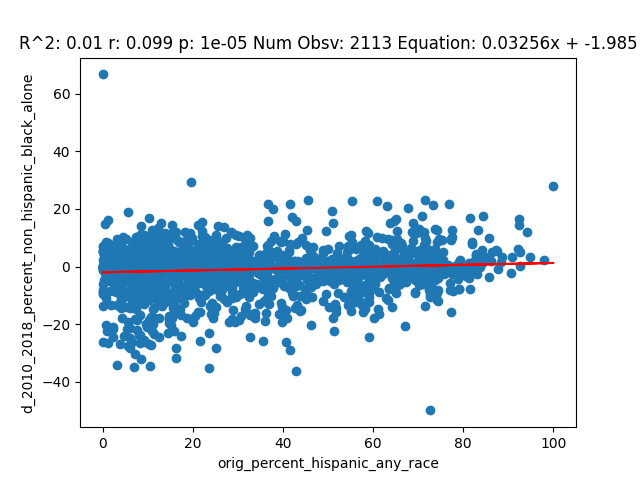 R^2: 0.01 r: 0.099 p: 1e-05 Num Obsv: 2113 Equation: 0.03256x + -1.985
60
40
20
0
−20
−40
d_2010_2018_percent_non_hispanic_black_alone
0 20 40 60 80 100
orig_percent_hispanic_any_race